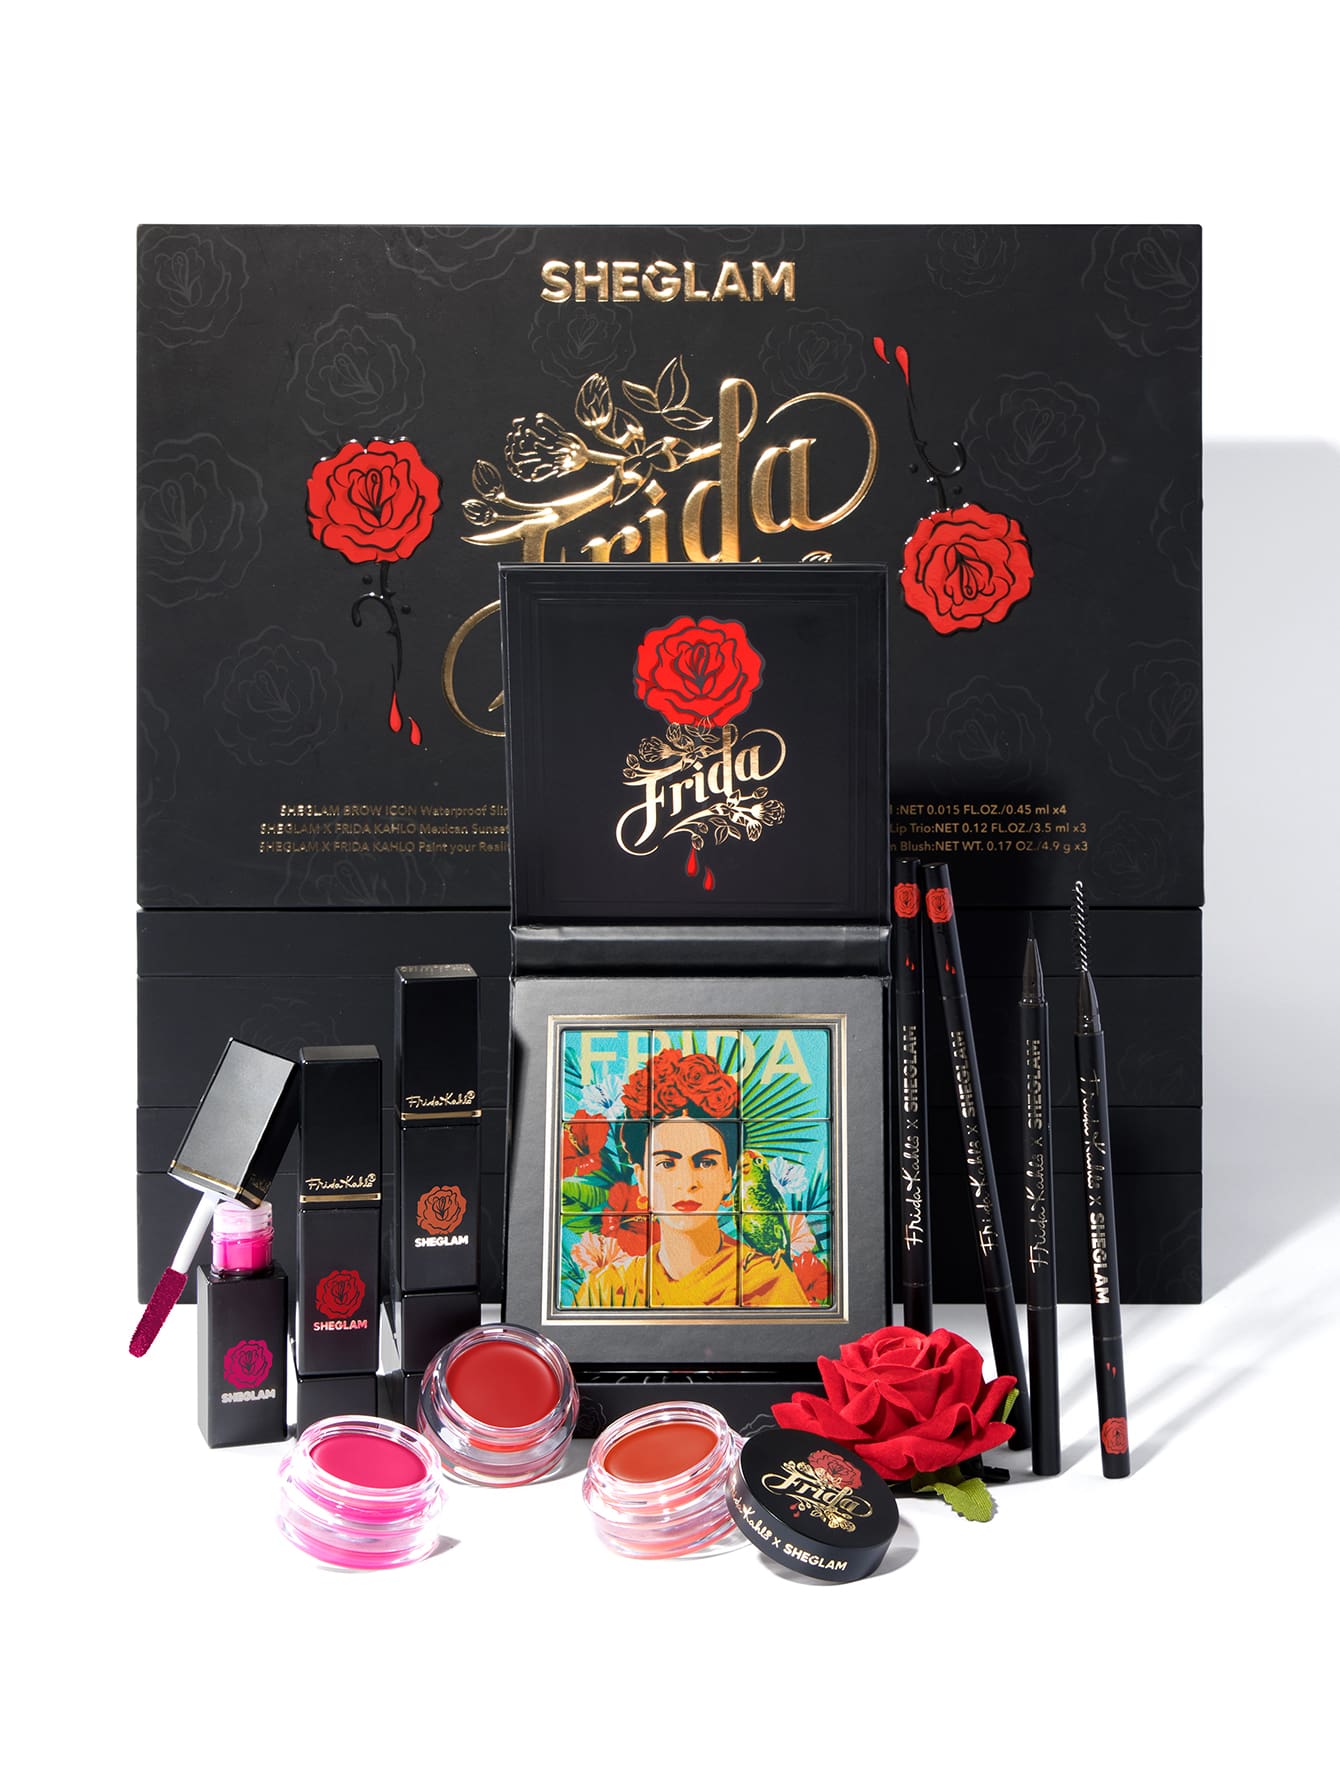 SHEGLAM
Frida
SHEGLAM BROW ICON Waterproof
:NET 0.015 FL.OZ./0.45 ml x4
SHEGLAM X FRIDA KAHLO Mexican Sunset
Lip Trio:NET 0.12 FL.OZ./3.5 ml x3
SHEGLAM X FRIDA KAHLO Paint your
Blush:NET WT. 0.17 OZ./4.9 g x3
Frida
FRIDA
Frida Kahlo
SHEGLAM
Frida Kahlo
SHEGLAM
SHEGLAM
Frida Kahlo x SHEGLAM
Frida Kahlo x SHEGLAM
Frida Kahlo x SHEGLAM
Frida Kahlo x SHEGLAM
Frida
Kahlo x SHEGLAM